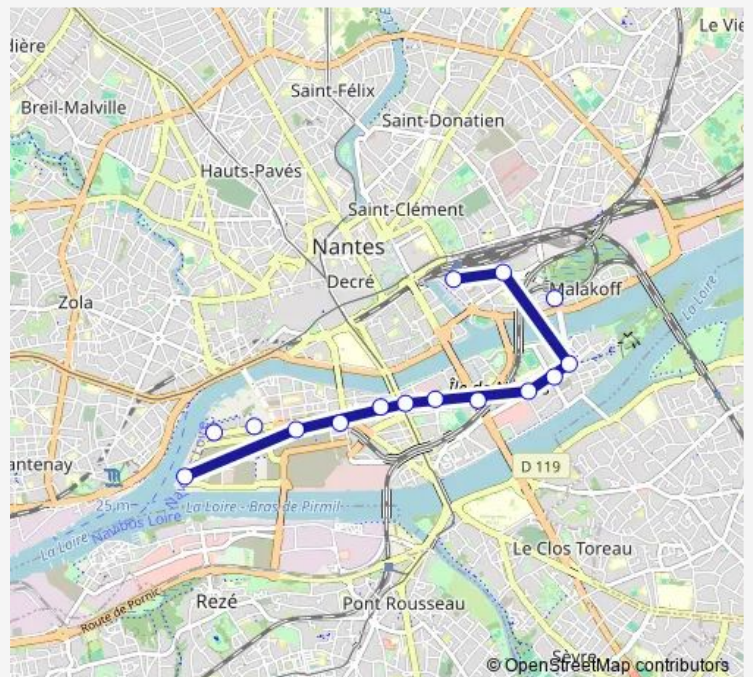 Le Vie
dière
Saint-Félix
Breil-Malville
Saint-Donatien
Hauts-Pavés
Saint-Clément
Nantes
Decré
Malakoff
La Loire
Zola
Île de N
antenay
D 119
25 m
La Loire - Bras de Pirmil
Navibus Loire
La Loire
Le Clos Toreau
Route de Pornic
Rezé
Pont Rousseau
Sèvre
© OpenStreetMap contributors